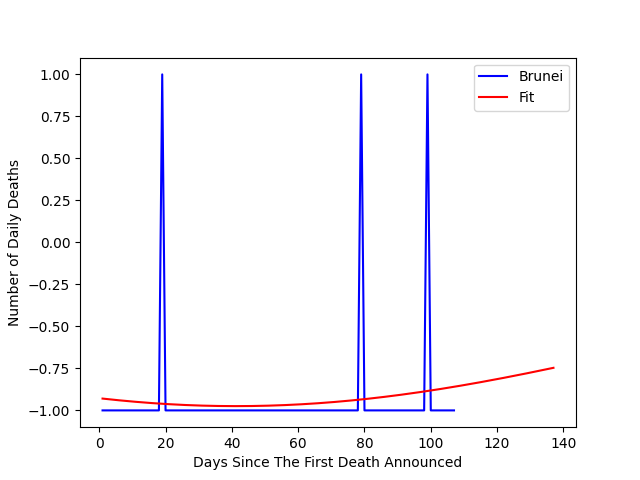 Brunei
Fit
1.00
0.75
0.50
0.25
0.00
−0.25
−0.50
−0.75
−1.00
Number of Daily Deaths
0 20 40 60 80 100 120 140
Days Since The First Death Announced